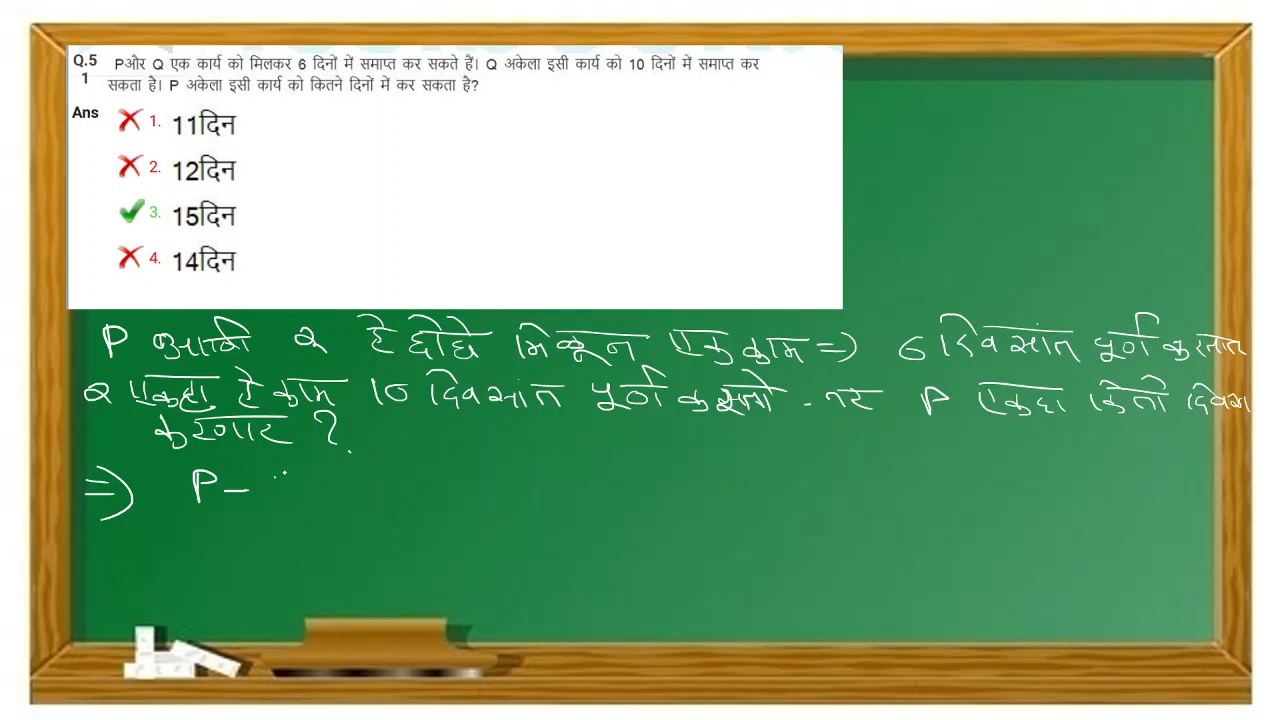 Q.5 Pऔर Q एक कार्य को मिलकर 6 दिनों में समाप्त कर सकते हैं। Q अकेला इसी कार्य को 10 दिनों में समाप्त कर
1 सकता है। P अकेला इसी कार्य को कितने दिनों में कर सकता है?
Ans 1. 11दिन
2. 12दिन
3. 15दिन
4. 14दिन
P आणी Q हे दोघे मिळून एक काम ⇒ 6 दिवसांत पूर्ण करतात
Q एकटा हे काम 10 दिवसांत पूर्ण करतो - तर P एकटा किती दिवस
करणार ?
⇒ P –